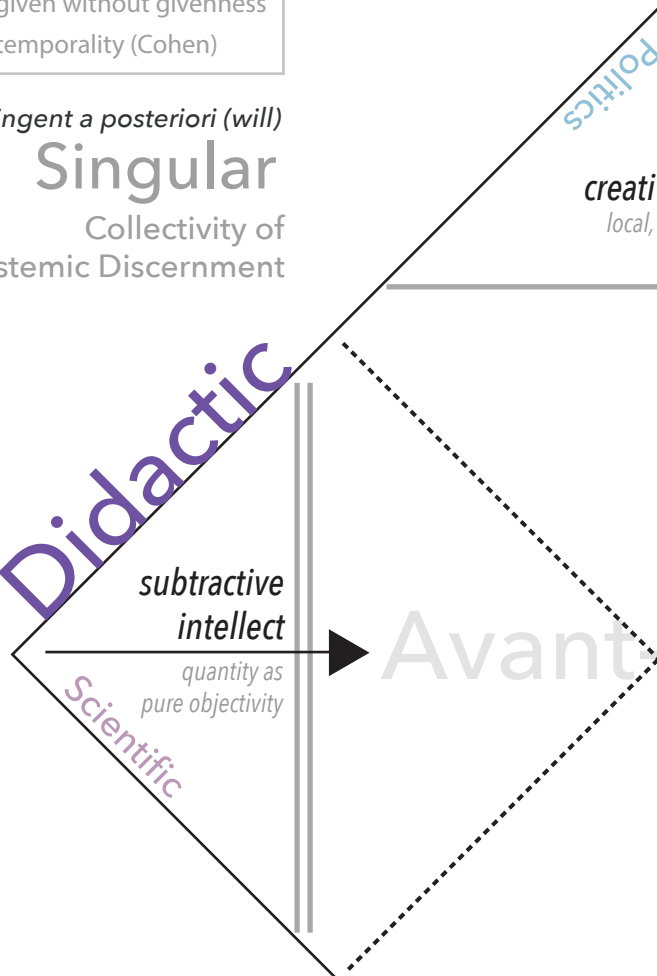 given without givenness
temporality (Cohen)
ingent a posteriori (will)
Singular
Collectivity of
stemic Discernment
Politics
creati
local,
Didactic
subtractive
intellect
quantity as
pure objectivity
Avant-
Scientific